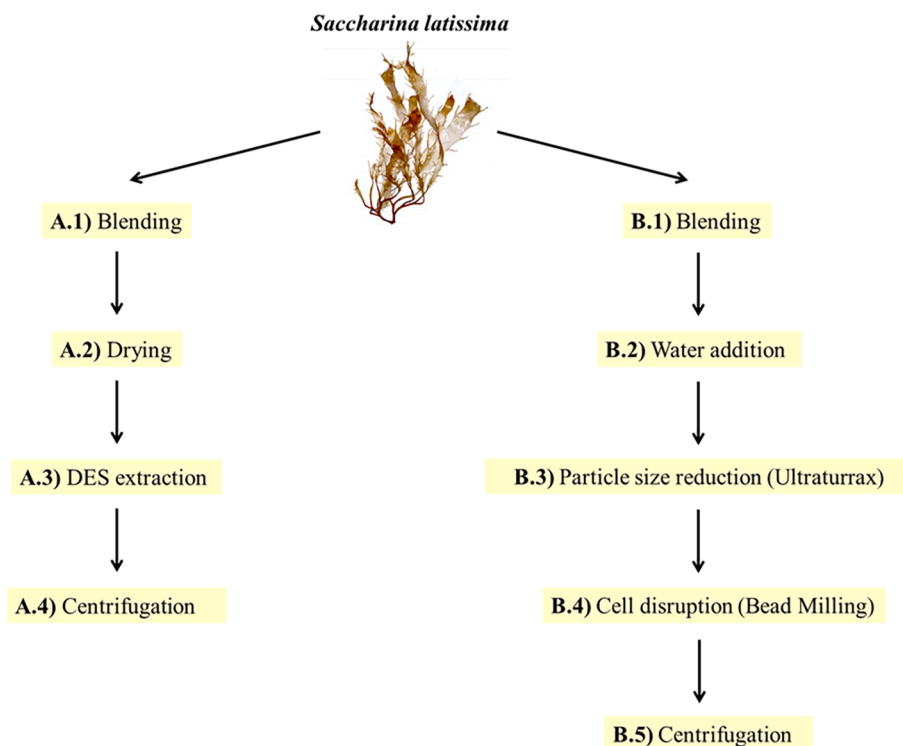 Saccharina latissima
A.1) Blending
B.1) Blending
A.2) Drying
B.2) Water addition
A.3) DES extraction
B.3) Particle size reduction (Ultraturrax)
A.4) Centrifugation
B.4) Cell disruption (Bead Milling)
B.5) Centrifugation